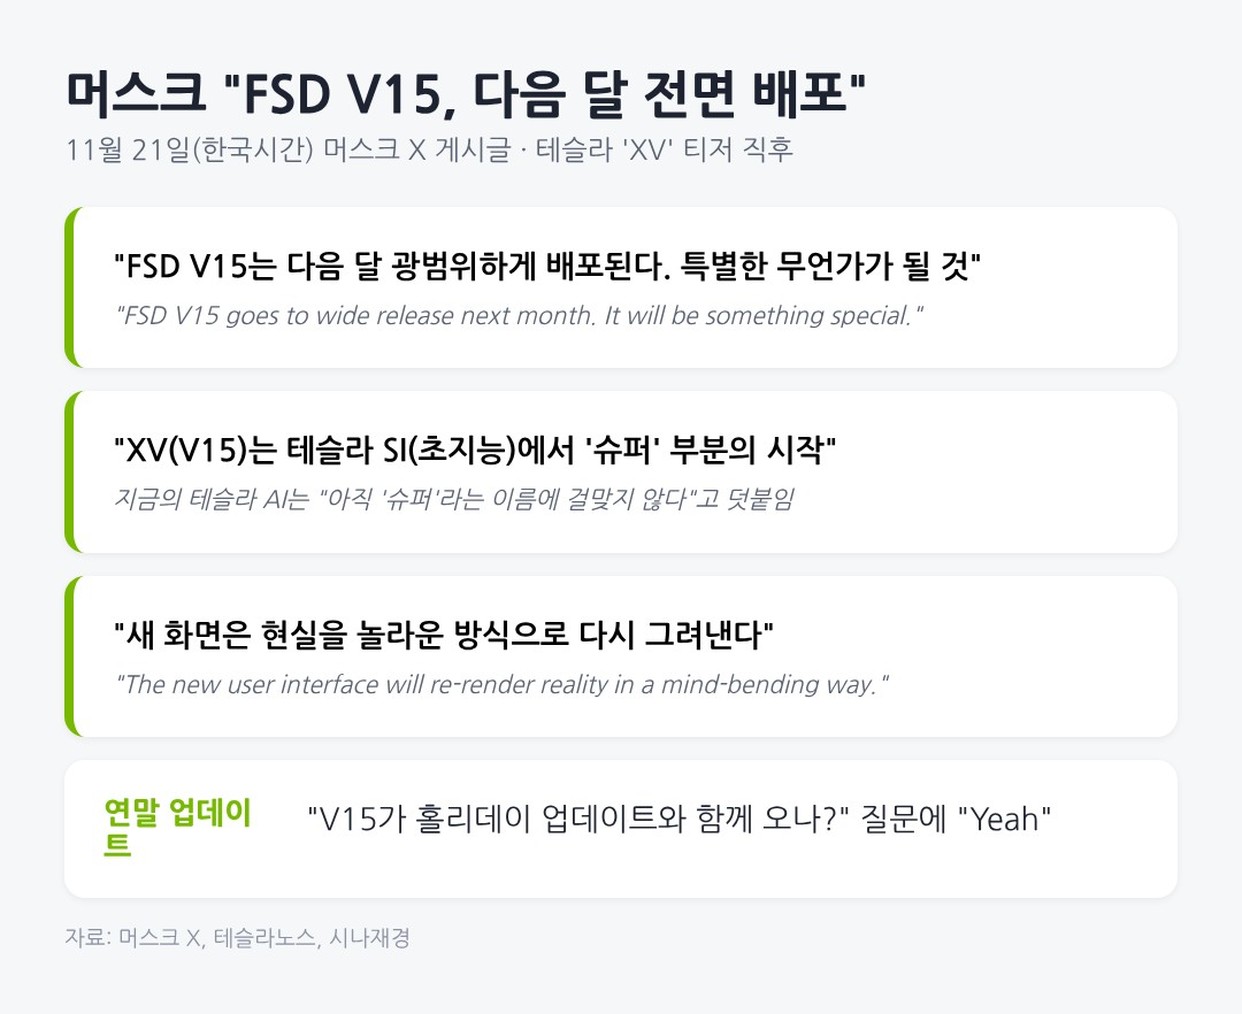 머스크 "FSD V15, 다음 달 전면 배포"
11월 21일(한국시간) 머스크 X 게시글 · 테슬라 'XV' 티저 직후
"FSD V15는 다음 달 광범위하게 배포된다. 특별한 무언가가 될 것"
"FSD V15 goes to wide release next month. It will be something special."
"XV(V15)는 테슬라 SI(초지능)에서 '슈퍼' 부분의 시작"
지금의 테슬라 AI는 "아직 '슈퍼'라는 이름에 걸맞지 않다"고 덧붙임
"새 화면은 현실을 놀라운 방식으로 다시 그려낸다"
"The new user interface will re-render reality in a mind-bending way."
연말 업데이
트
"V15가 홀리데이 업데이트와 함께 오나?" 질문에 "Yeah"
자료: 머스크 X, 테슬라노스, 시나재경